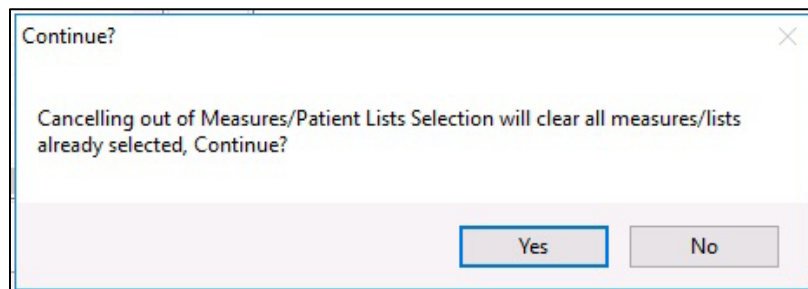 Continue?
Cancelling out of Measures/Patient Lists Selection will clear all measures/lists
already selected, Continue?
Yes No